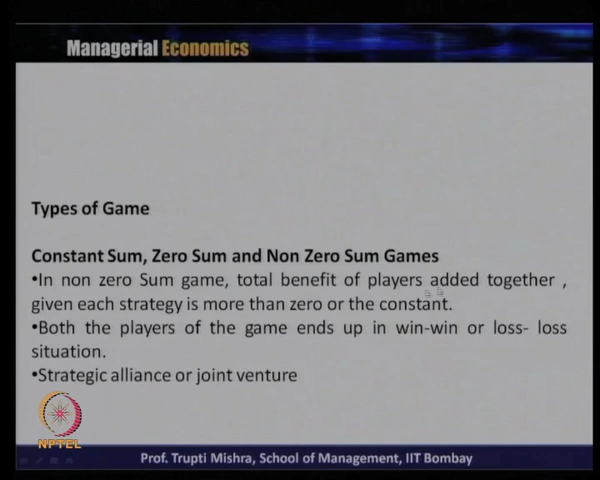 Managerial Economics
Types of Game
Constant Sum, Zero Sum and Non Zero Sum Games
•In non zero Sum game, total benefit of players added together ,
given each strategy is more than zero or the constant.
•Both the players of the game ends up in win-win or loss- loss
situation.
•Strategic alliance or joint venture
NPTEL
Prof. Trupti Mishra, School of Management, IIT Bombay